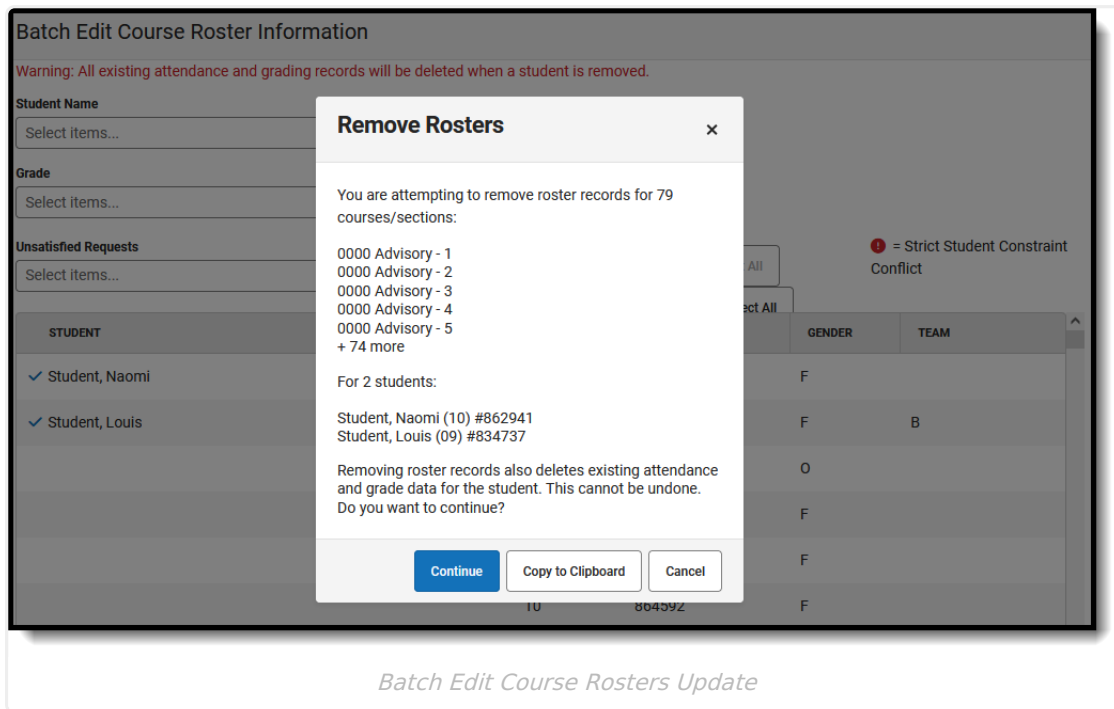 Batch Edit Course Roster Information
Warning: All existing attendance and grading records will be deleted when a student is removed.
Student Name
Select items...
Grade
Select items...
Unsatisfied Requests
Select items...
All
ect All
= Strict Student Constraint
Conflict
STUDENT
GENDER
TEAM
Student, Naomi
F
Student, Louis
F
B
O
F
F
10
864592
F
Remove Rosters
×
You are attempting to remove roster records for 79
courses/sections:
0000 Advisory - 1
0000 Advisory - 2
0000 Advisory - 3
0000 Advisory - 4
0000 Advisory - 5
+ 74 more
For 2 students:
Student, Naomi (10) #862941
Student, Louis (09) #834737
Removing roster records also deletes existing attendance
and grade data for the student. This cannot be undone.
Do you want to continue?
Continue
Copy to Clipboard
Cancel
Batch Edit Course Rosters Update